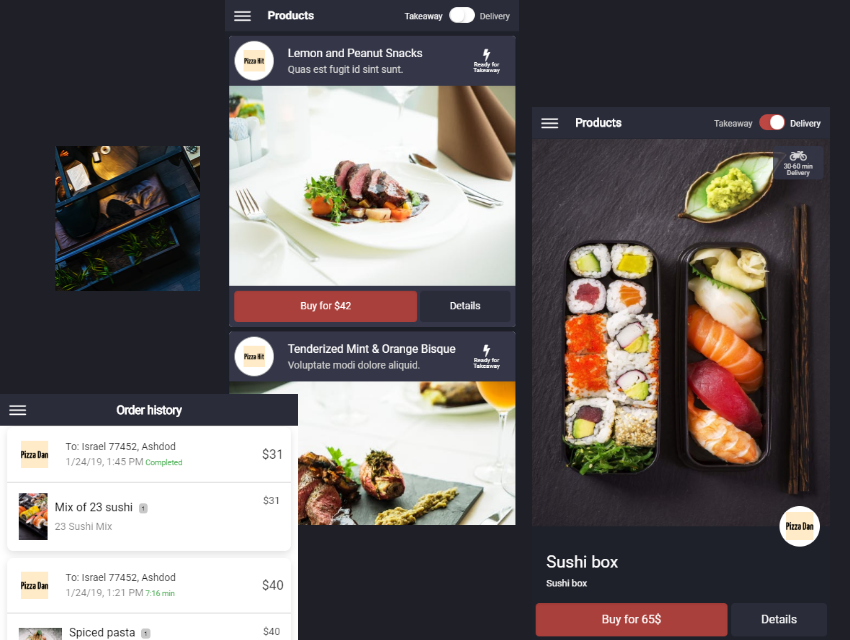 Products
Takeaway Delivery
Pizza Hit
Lemon and Peanut Snacks
Quas est fugit id sint sunt.
Ready for
Takeaway
Buy for $42
Details
Pizza Hit
Tenderized Mint & Orange Bisque
Voluptate modi dolore aliquid.
Ready for
Takeaway
Order history
Pizza Dan
To: Israel 77452, Ashdod
1/24/19, 1:45 PM Completed
$31
Mix of 23 sushi 1
$31
23 Sushi Mix
Pizza Dan
To: Israel 77452, Ashdod
1/24/19, 1:21 PM 7:16 min
$40
Spiced pasta 1
$40
Products
Takeaway Delivery
30-60 min
Delivery
Pizza Dan
Sushi box
Sushi box
Buy for 65$
Details